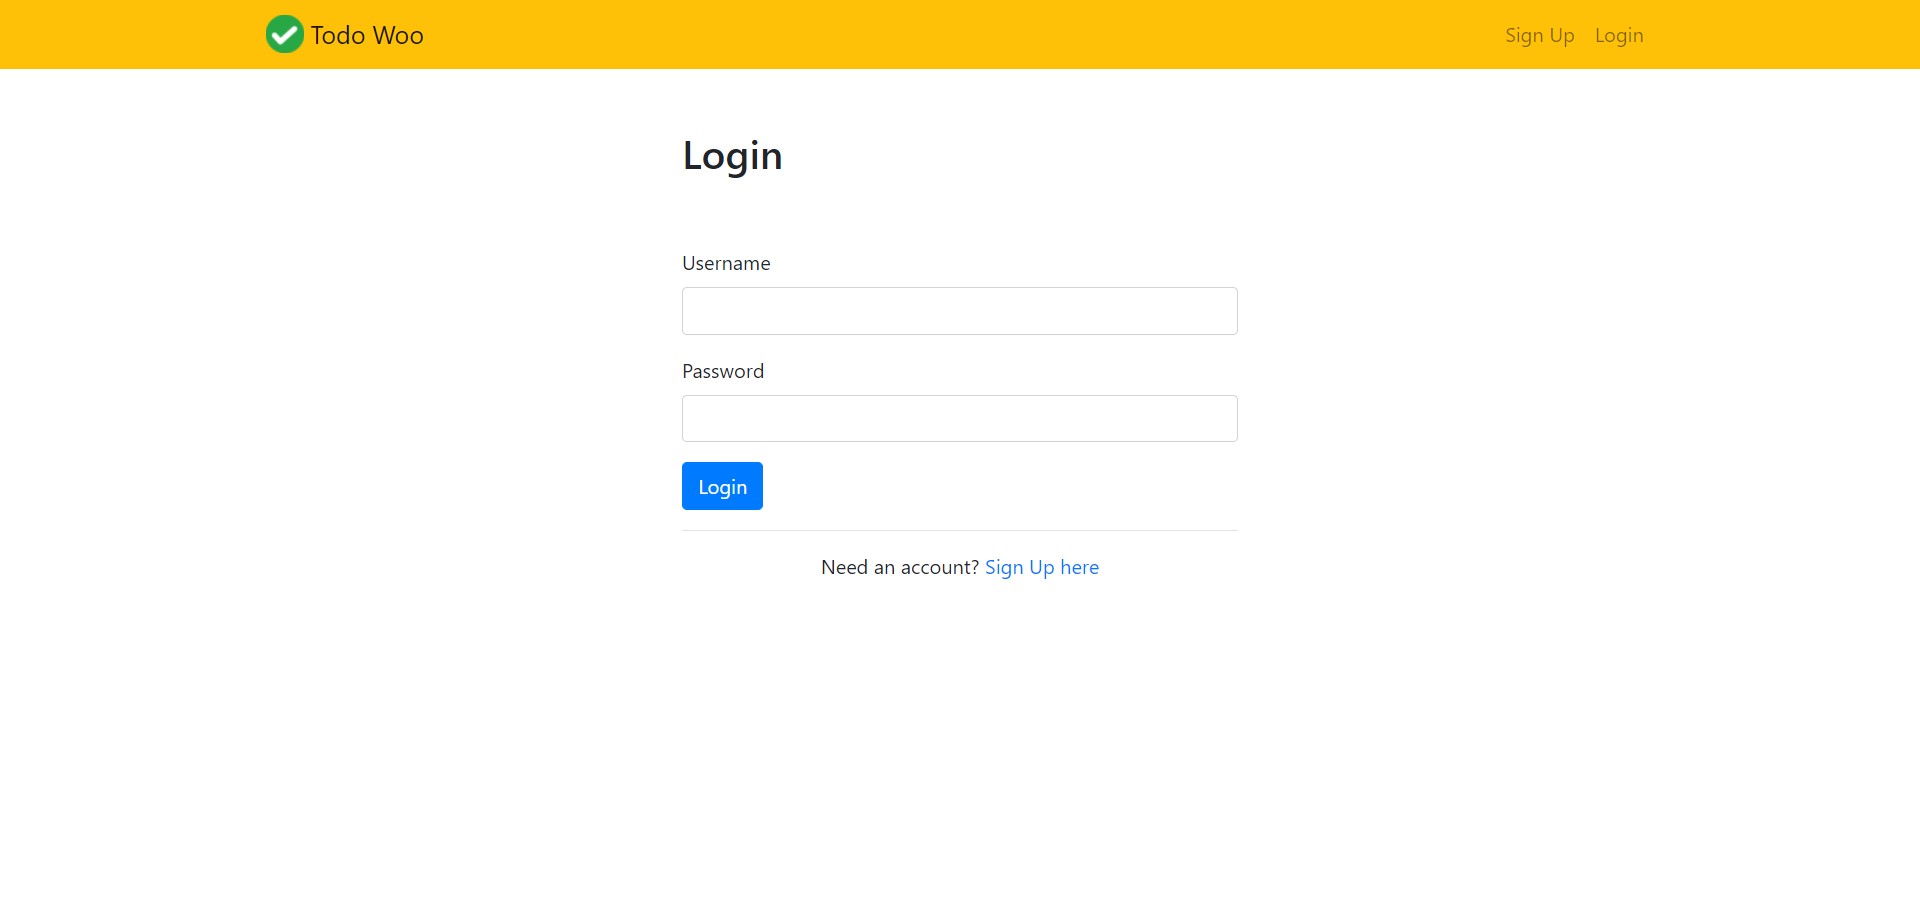 Todo Woo
Sign Up Login
Login
Username
Password
Login
Need an account? Sign Up here